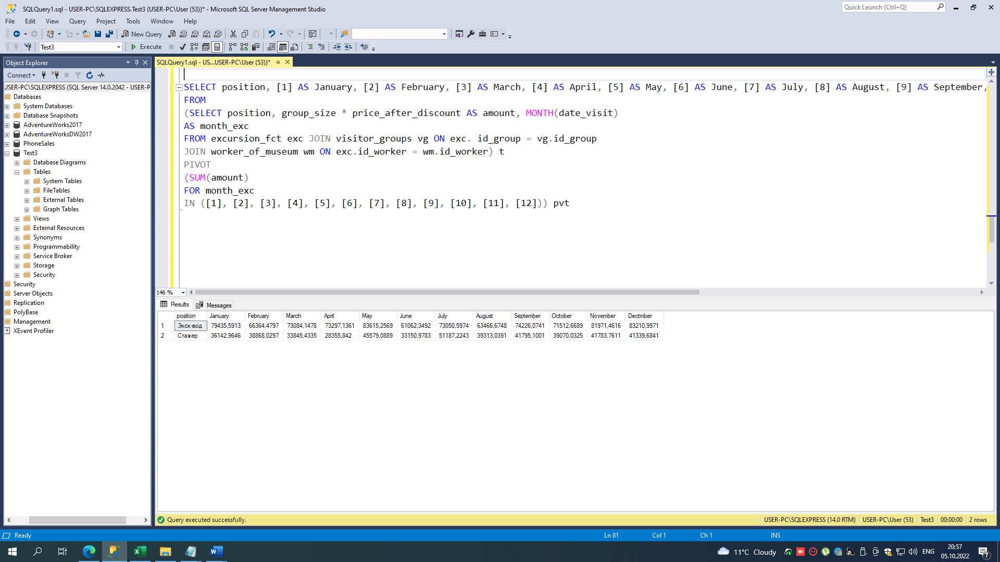 SQLQuery1.sql - USER-PC\SQLEXPRESS.Test3 (USER-PC\User (53))* - Microsoft SQL Server Management Studio
Quick Launch (Ctrl+Q)
File Edit View Query Project Tools Window Help
New Query
MDX DMX XMLA DAX
Test3 Execute
Object Explorer
SQLQuery1.sql - US...USER-PC\User (53))*
Connect
USER-PC\SQLEXPRESS (SQL Server 14.0.2042 - USER-P
Databases
System Databases
Database Snapshots
AdventureWorks2017
AdventureWorksDW2017
PhoneSales
Test3
Database Diagrams
Tables
System Tables
FileTables
External Tables
Graph Tables
Views
External Resources
Synonyms
Programmability
Service Broker
Storage
Security
Security
Server Objects
Replication
PolyBase
Management
XEvent Profiler
SELECT position, [1] AS January, [2] AS February, [3] AS March, [4] AS April, [5] AS May, [6] AS June, [7] AS July, [8] AS August, [9] AS September,
FROM
(SELECT position, group_size * price_after_discount AS amount, MONTH(date_visit)
AS month_exc
FROM excursion_fct exc JOIN visitor_groups vg ON exc. id_group = vg.id_group
JOIN worker_of_museum wm ON exc.id_worker = wm.id_worker) t
PIVOT
(SUM(amount)
FOR month_exc
IN ([1], [2], [3], [4], [5], [6], [7], [8], [9], [10], [11], [12])) pvt
146 %
Results Messages
position January February March April May June July August September October November Dectmber
1 Экск-вод 79435,5913 66364,4797 73084,1478 73297,1361 83615,2569 61062,3492 73050,5974 63466,6748 74226,0741 71512,6689 81971,4616 83210,9971
2 Стажер 36142,9646 38868,0297 33845,4335 28355,842 45579,0889 33150,9783 51187,2243 39313,0391 41795,1001 39070,0325 41783,7611 41339,6841
Query executed successfully.
USER-PC\SQLEXPRESS (14.0 RTM) USER-PC\User (53) Test3 00:00:00 2 rows
Ready Ln 81 Col 1 Ch 1 INS
11°C Cloudy ENG 20:57
05.10.2022
7